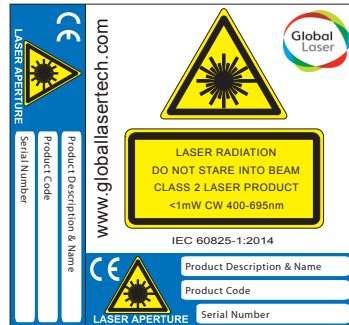 CE
LASER APERTURE
Product Description & Name
Product Code
Serial Number
www.globallasertech.com
Global
Laser
LASER RADIATION
DO NOT STARE INTO BEAM
CLASS 2 LASER PRODUCT
<1mW CW 400-695nm
IEC 60825-1:2014
CE
LASER APERTURE
Product Description & Name
Product Code
Serial Number